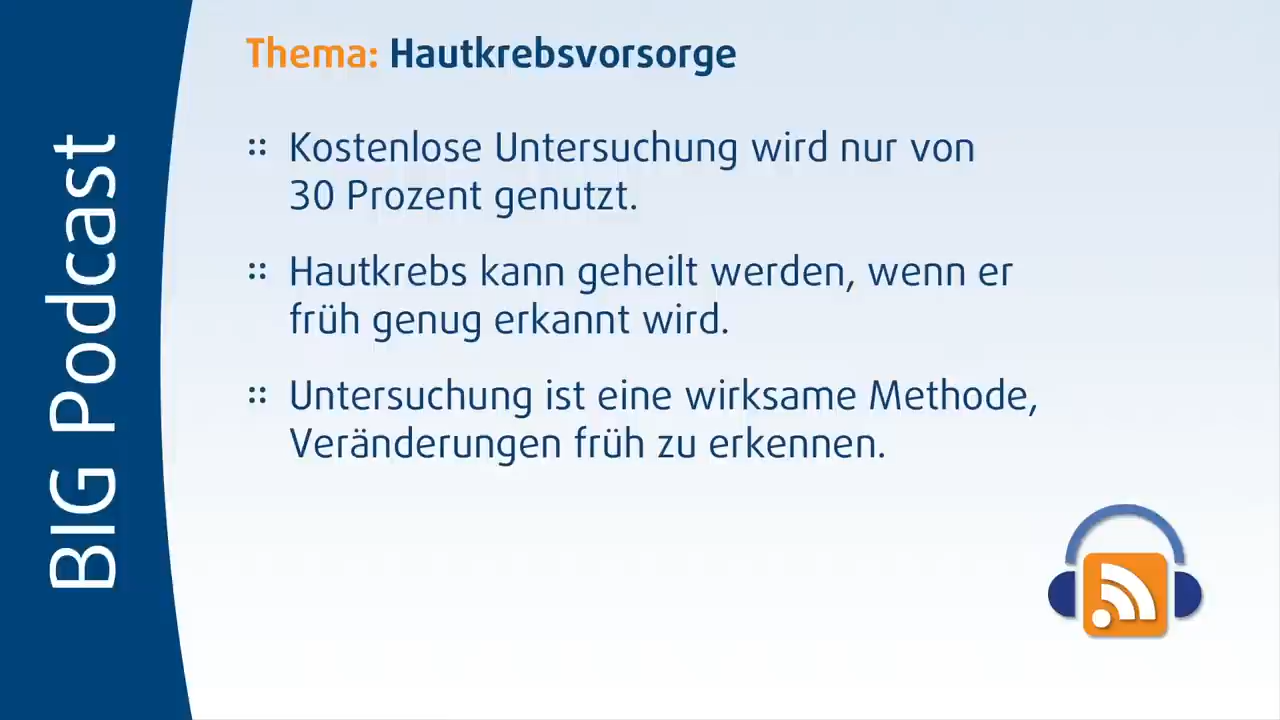 BIG Podcast
Thema: Hautkrebsvorsorge
Kostenlose Untersuchung wird nur von
30 Prozent genutzt.
Hautkrebs kann geheilt werden, wenn er
früh genug erkannt wird.
Untersuchung ist eine wirksame Methode,
Veränderungen früh zu erkennen.